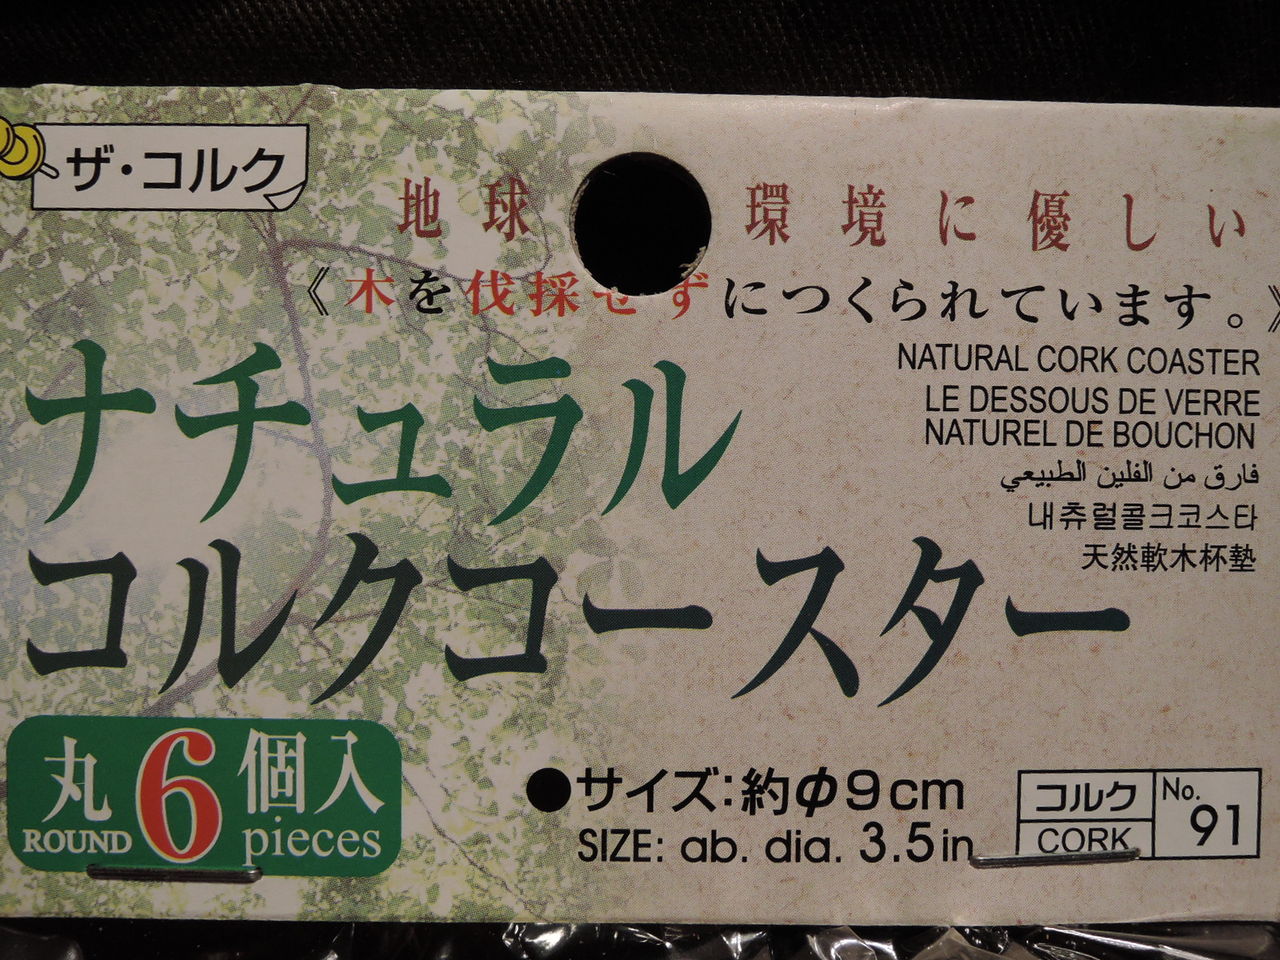 ザ・コルク
地球環境に優しい
《木を伐採せずにつくられています。》
NATURAL CORK COASTER
LE DESSOUS DE VERRE
NATUREL DE BOUCHON
فارق من الفلين الطبيعي
내츄럴콜크코스타
天然軟木杯墊
ナチュラル
コルクコースター
丸6個入
ROUND pieces
●サイズ:約φ9cm
SIZE: ab. dia. 3.5in
コルク
CORK
No.
91